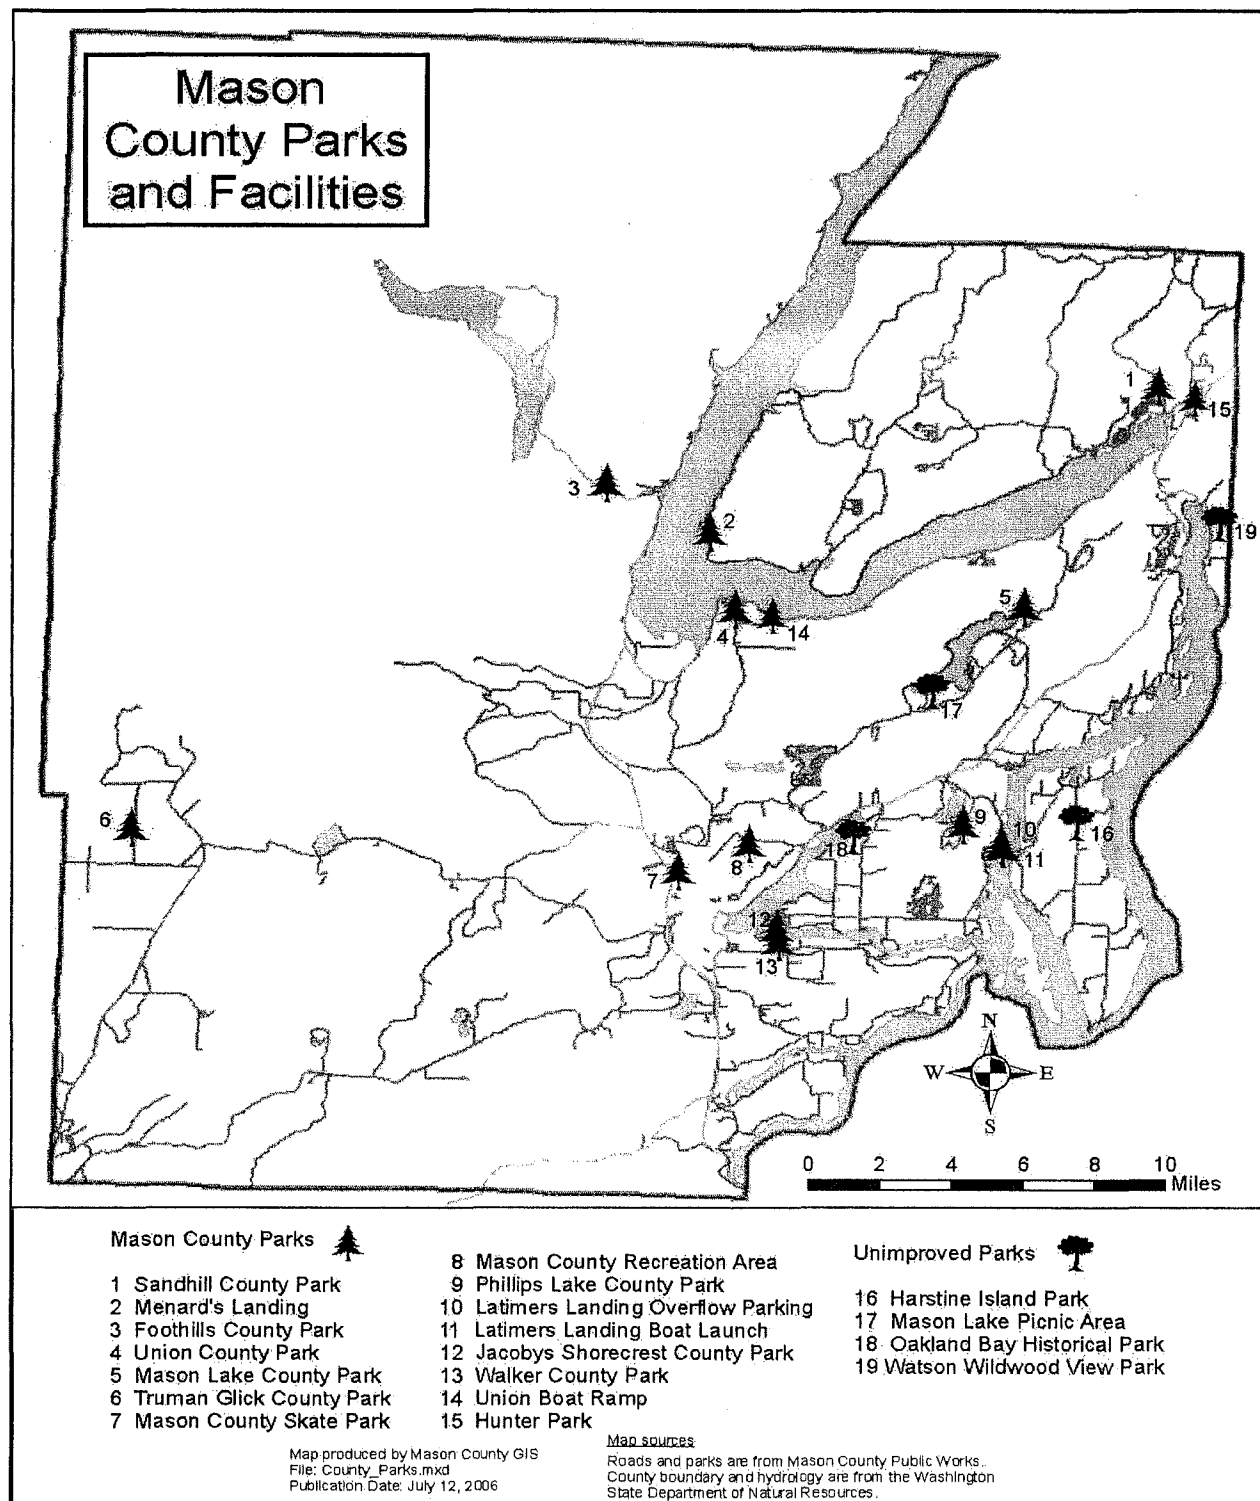 Mason
County Parks
and Facilities
1
15
3
2
19
5
4
14
17
6
9
10
16
18
8
11
7
12
13
N
W E
S
0 2 4 6 8 10
Miles
Mason County Parks
1 Sandhill County Park
2 Menard's Landing
3 Foothills County Park
4 Union County Park
5 Mason Lake County Park
6 Truman Glick County Park
7 Mason County Skate Park
8 Mason County Recreation Area
9 Phillips Lake County Park
10 Latimers Landing Overflow Parking
11 Latimers Landing Boat Launch
12 Jacobys Shorecrest County Park
13 Walker County Park
14 Union Boat Ramp
15 Hunter Park
Unimproved Parks
16 Harstine Island Park
17 Mason Lake Picnic Area
18 Oakland Bay Historical Park
19 Watson Wildwood View Park
Map produced by Mason County GIS
File: County_Parks.mxd
Publication Date: July 12, 2006
Map sources
Roads and parks are from Mason County Public Works.
County boundary and hydrology are from the Washington
State Department of Natural Resources.